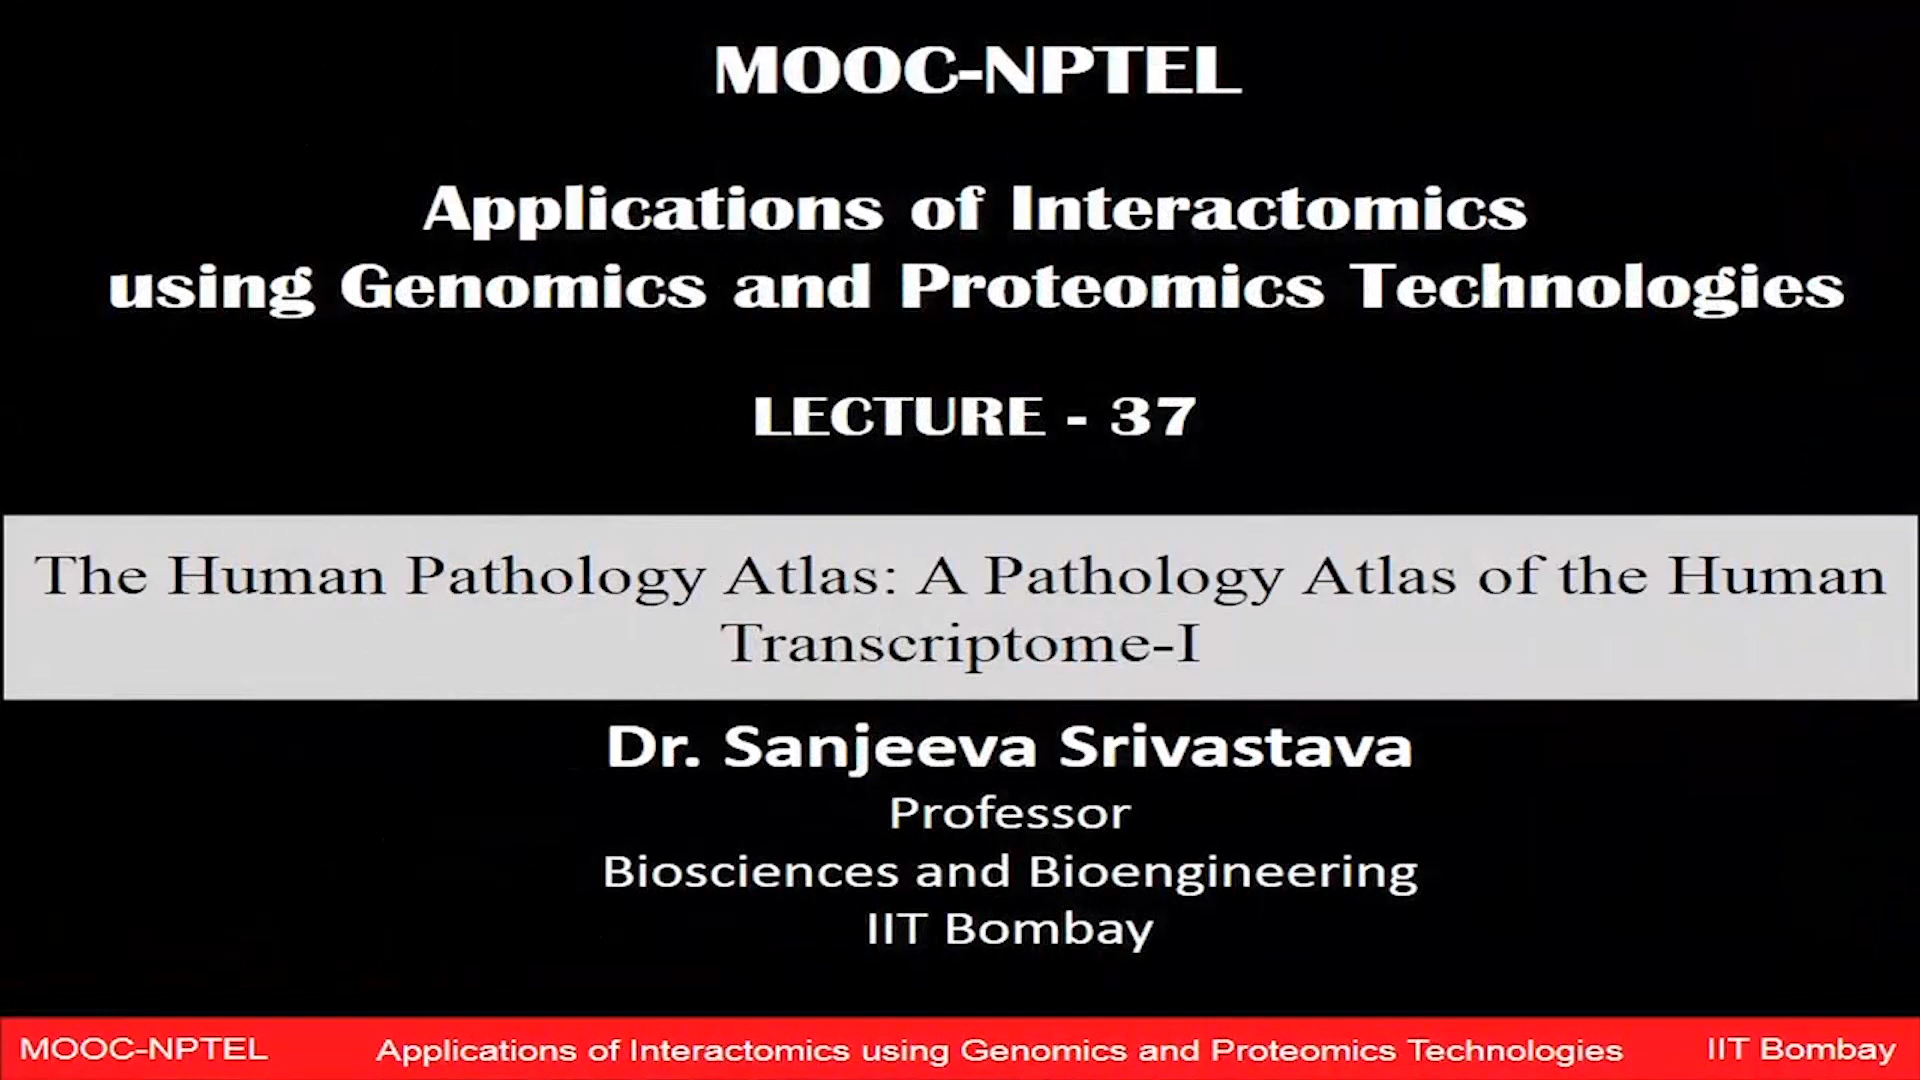 MOOC-NPTEL
Applications of Interactomics
using Genomics and Proteomics Technologies
LECTURE - 37
The Human Pathology Atlas: A Pathology Atlas of the Human
Transcriptome-I
Dr. Sanjeeva Srivastava
Professor
Biosciences and Bioengineering
IIT Bombay
MOOC-NPTEL Applications of Interactomics using Genomics and Proteomics Technologies IIT Bombay